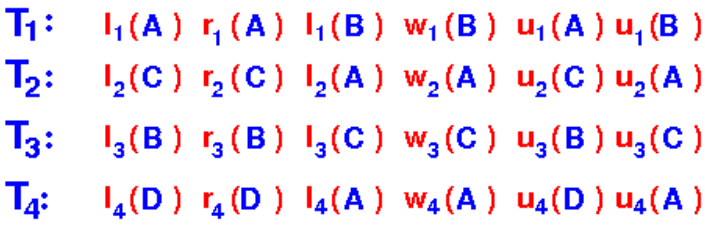 T₁: l₁(A) r₁(A) l₁(B) w₁(B) u₁(A) u₁(B)
T₂: l₂(C) r₂(C) l₂(A) w₂(A) u₂(C) u₂(A)
T₃: l₃(B) r₃(B) l₃(C) w₃(C) u₃(B) u₃(C)
T₄: l₄(D) r₄(D) l₄(A) w₄(A) u₄(D) u₄(A)